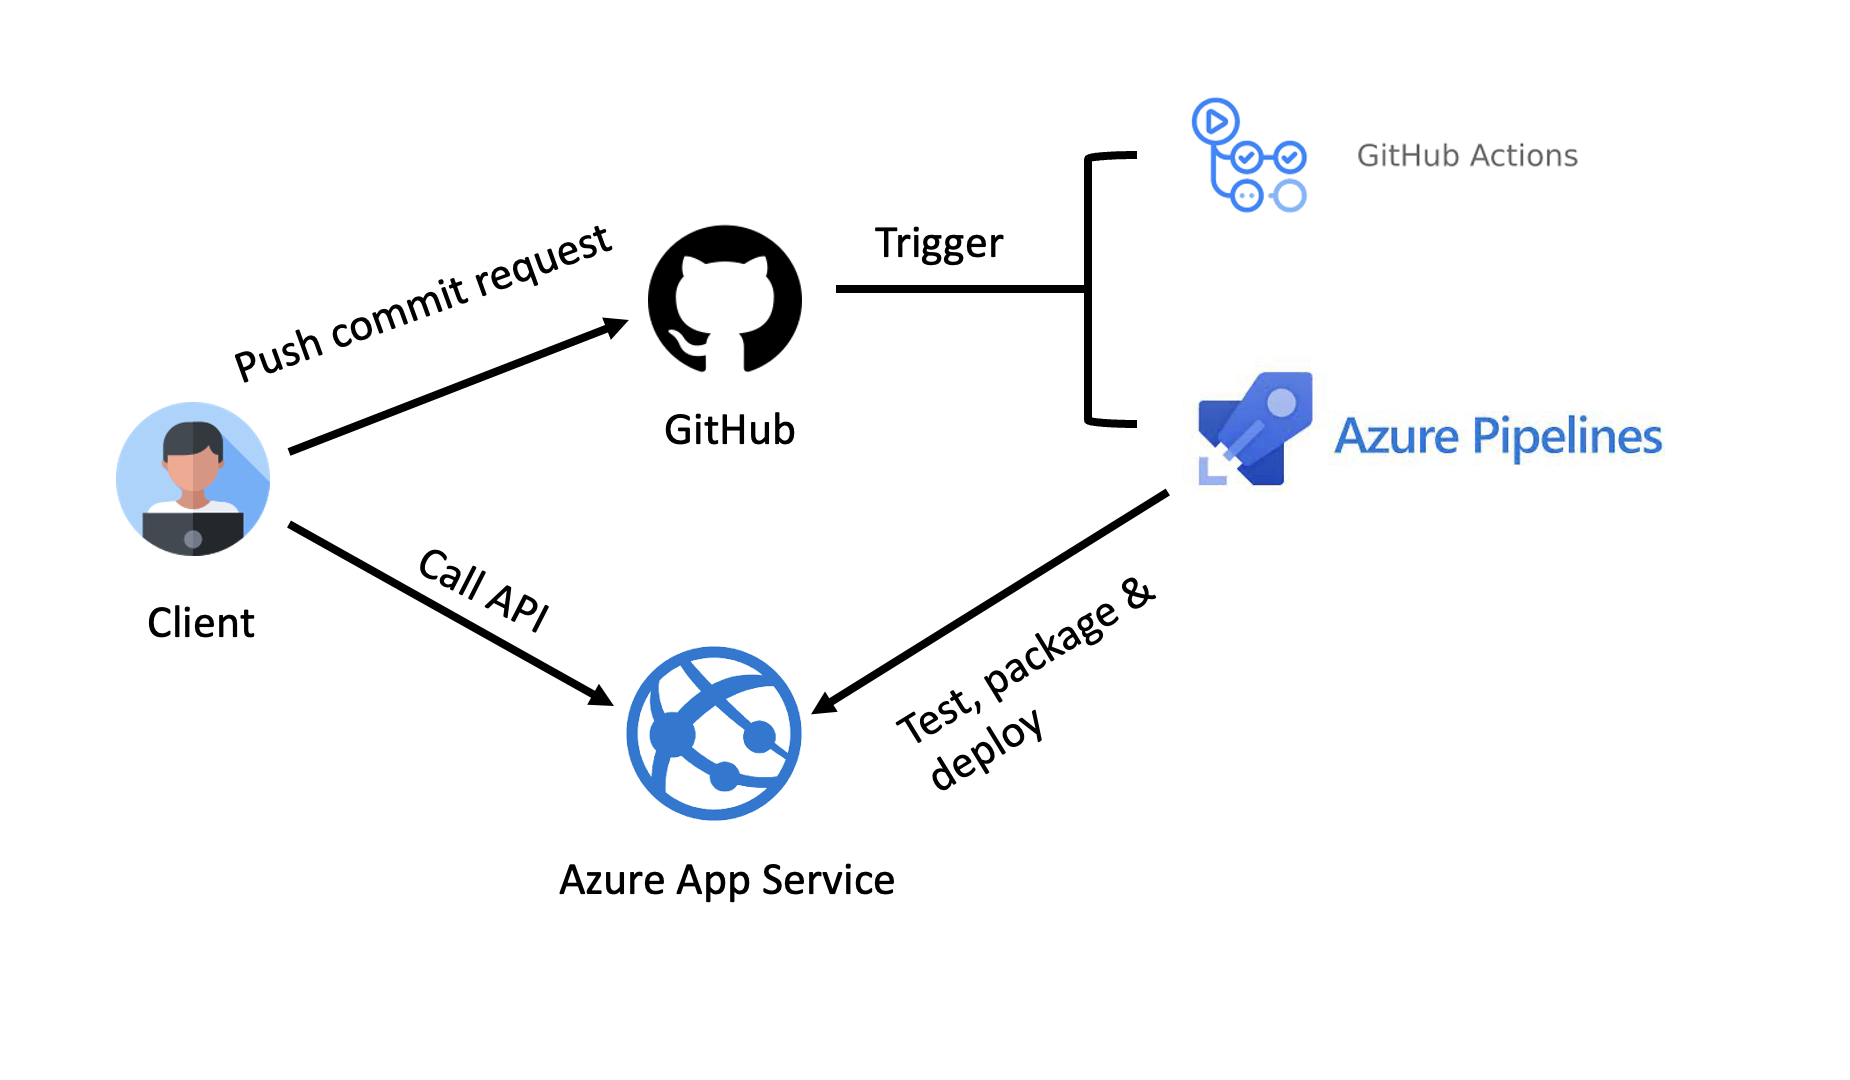 GitHub Actions
Trigger
Push commit request
GitHub
Azure Pipelines
Call API
Client
Test, package &
deploy
Azure App Service